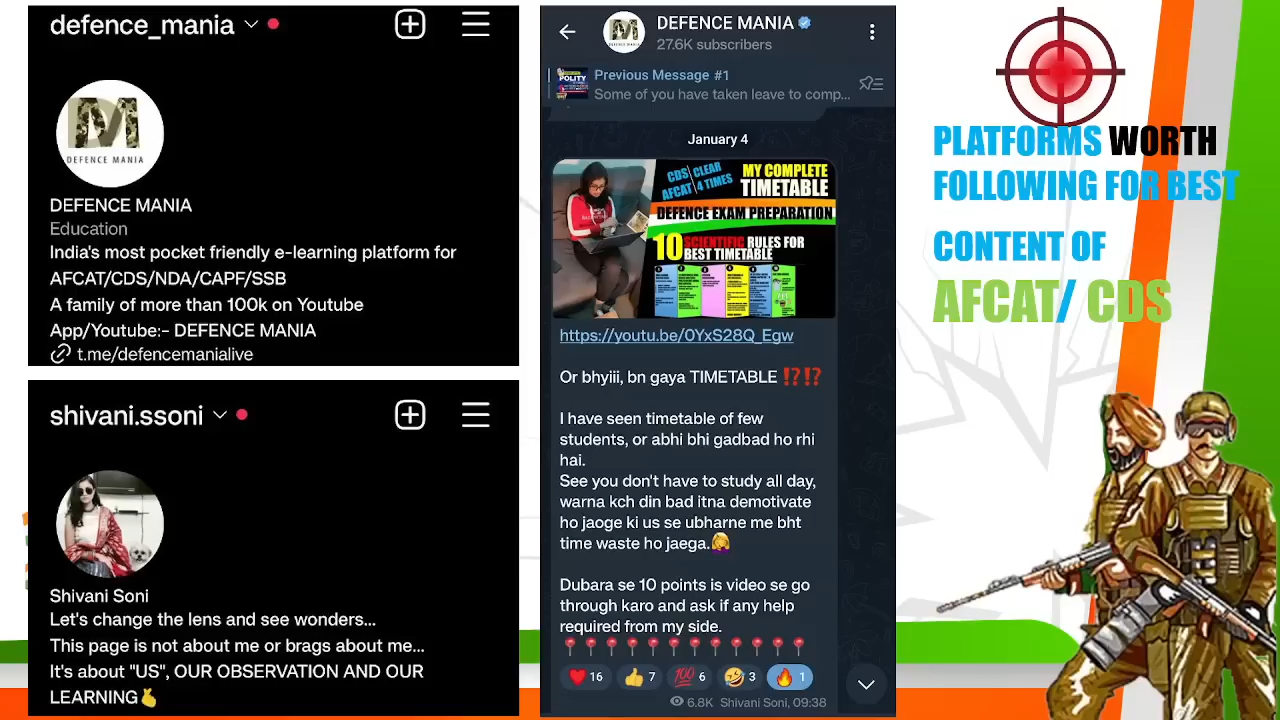 defence_mania
DEFENCE MANIA
DEFENCE MANIA
Education
India's most pocket friendly e-learning platform for
AFCAT/CDS/NDA/CAPF/SSB
A family of more than 100k on Youtube
App/Youtube:- DEFENCE MANIA
t.me/defencemanialive
shivani.ssoni
Shivani Soni
Let's change the lens and see wonders...
This page is not about me or brags about me...
It's about "US", OUR OBSERVATION AND OUR
LEARNING🫰
DEFENCE MANIA
27.6K subscribers
POLITY
Previous Message #1
Some of you have taken leave to comp...
January 4
CDS CLEAR
AFCAT 4 TIMES
MY COMPLETE
TIMETABLE
DEFENCE EXAM PREPARATION
10 SCIENTIFIC RULES FOR
BEST TIMETABLE
https://youtu.be/0YxS28Q_Egw
Or bhyiii, bn gaya TIMETABLE ⁉️⁉️
I have seen timetable of few
students, or abhi bhi gadbad ho rhi
hai.
See you don't have to study all day,
warna kch din bad itna demotivate
ho jaoge ki us se ubharne me bht
time waste ho jaega.🤦‍♀️
Dubara se 10 points is video se go
through karo and ask if any help
required from my side.
📍📍📍📍📍📍📍📍📍📍📍📍
❤️ 16 👍 7 💯 6 🤣 3 🔥 1
6.8K Shivani Soni, 09:38
PLATFORMS WORTH
FOLLOWING FOR BEST
CONTENT OF
AFCAT/ CDS